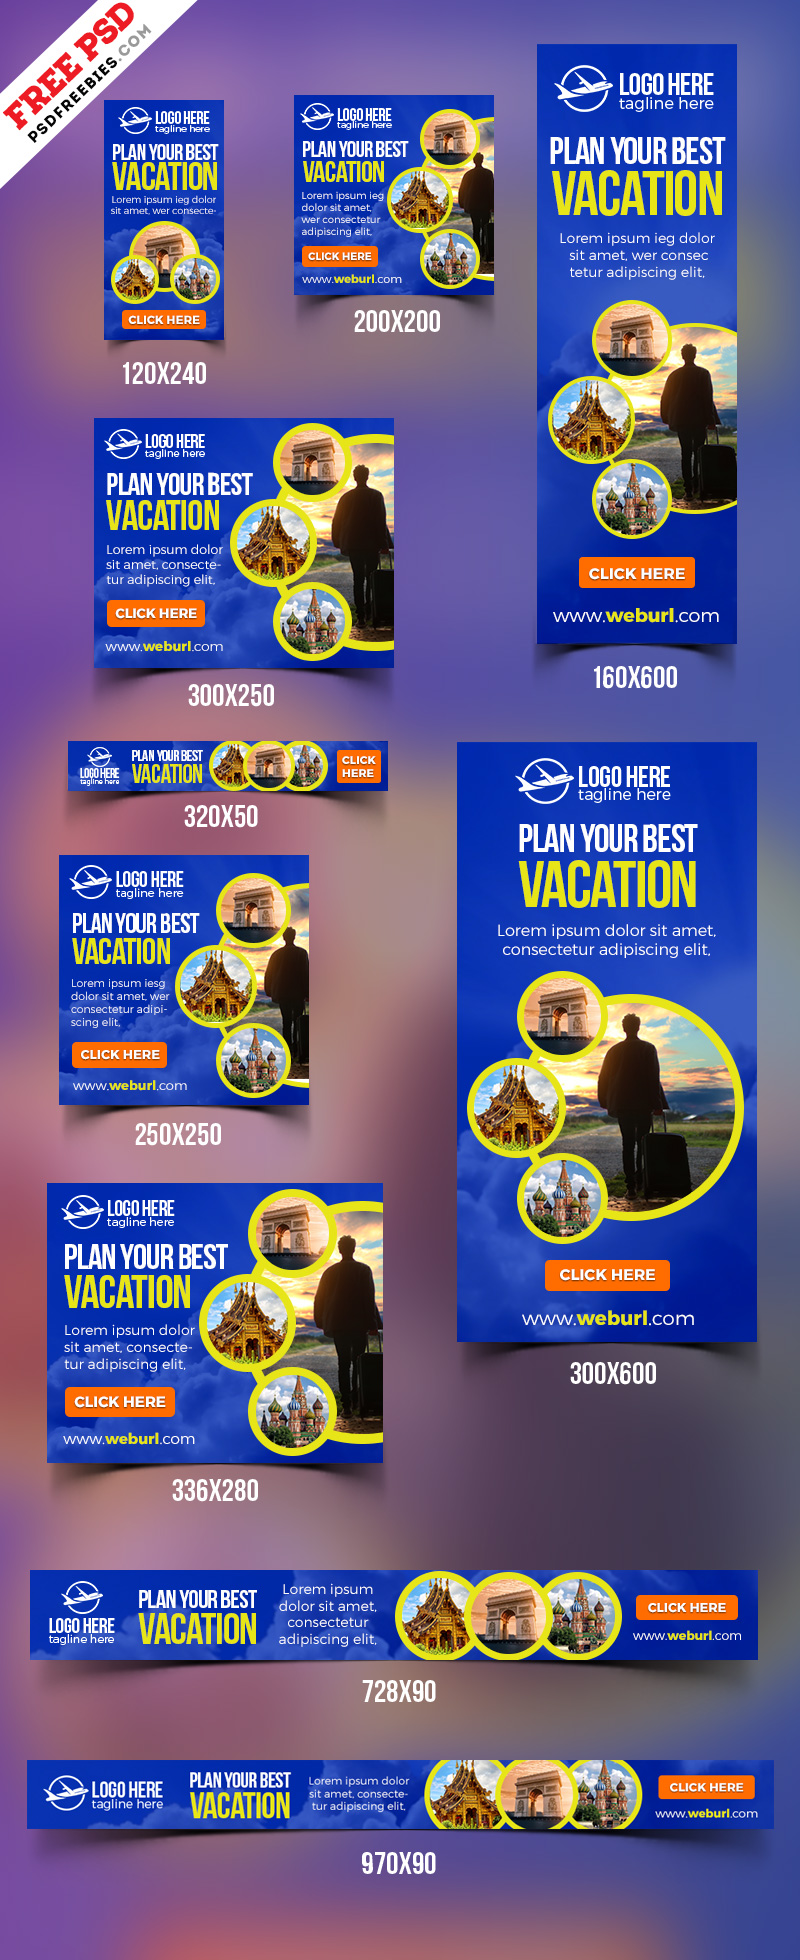 FREE PSD
PSDFREEBIES.COM
LOGO HERE
tagline here
PLAN YOUR BEST
VACATION
Lorem ipsum ieg dolor
sit amet, wer consecte-
CLICK HERE
120X240
LOGO HERE
tagline here
PLAN YOUR BEST
VACATION
Lorem ipsum ieg
dolor sit amet,
wer consectetur
adipiscing elit,
CLICK HERE
www.weburl.com
200X200
LOGO HERE
tagline here
PLAN YOUR BEST
VACATION
Lorem ipsum ieg dolor
sit amet, wer consec
tetur adipiscing elit,
CLICK HERE
www.weburl.com
160X600
LOGO HERE
tagline here
PLAN YOUR BEST
VACATION
Lorem ipsum dolor
sit amet, consecte-
tur adipiscing elit,
CLICK HERE
www.weburl.com
300X250
LOGO HERE
tagline here
PLAN YOUR BEST
VACATION
CLICK
HERE
320X50
LOGO HERE
tagline here
PLAN YOUR BEST
VACATION
Lorem ipsum iesg
dolor sit amet, wer
consectetur adipi-
scing elit,
CLICK HERE
www.weburl.com
250X250
LOGO HERE
tagline here
PLAN YOUR BEST
VACATION
Lorem ipsum dolor sit amet,
consectetur adipiscing elit,
CLICK HERE
www.weburl.com
300X600
LOGO HERE
tagline here
PLAN YOUR BEST
VACATION
Lorem ipsum dolor
sit amet, consecte-
tur adipiscing elit,
CLICK HERE
www.weburl.com
336X280
LOGO HERE
tagline here
PLAN YOUR BEST
VACATION
Lorem ipsum
dolor sit amet,
consectetur
adipiscing elit,
CLICK HERE
www.weburl.com
728X90
LOGO HERE
tagline here
PLAN YOUR BEST
VACATION
Lorem ipsum dolor
sit amet, consecte-
tur adipiscing elit,
CLICK HERE
www.weburl.com
970X90